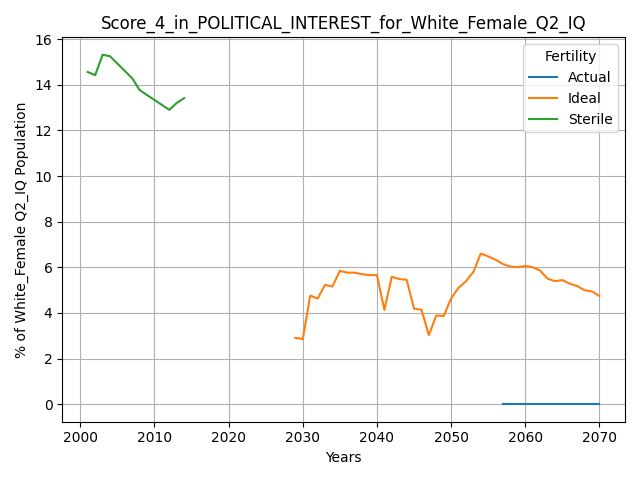 Score_4_in_POLITICAL_INTEREST_for_White_Female_Q2_IQ
% of White_Female Q2_IQ Population
16
14
12
10
8
6
4
2
0
Fertility
Actual
Ideal
Sterile
2000 2010 2020 2030 2040 2050 2060 2070
Years